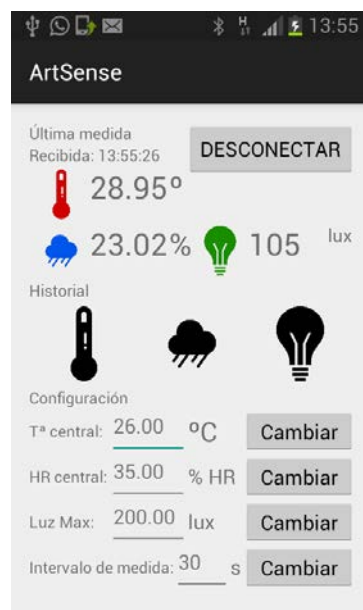 13:55
ArtSense
Última medida
Recibida: 13:55:26
DESCONECTAR
28.95º
23.02%
105 lux
Historial
Configuración
Tª central: 26.00 ºC Cambiar
HR central: 35.00 % HR Cambiar
Luz Max: 200.00 lux Cambiar
Intervalo de medida: 30 s Cambiar